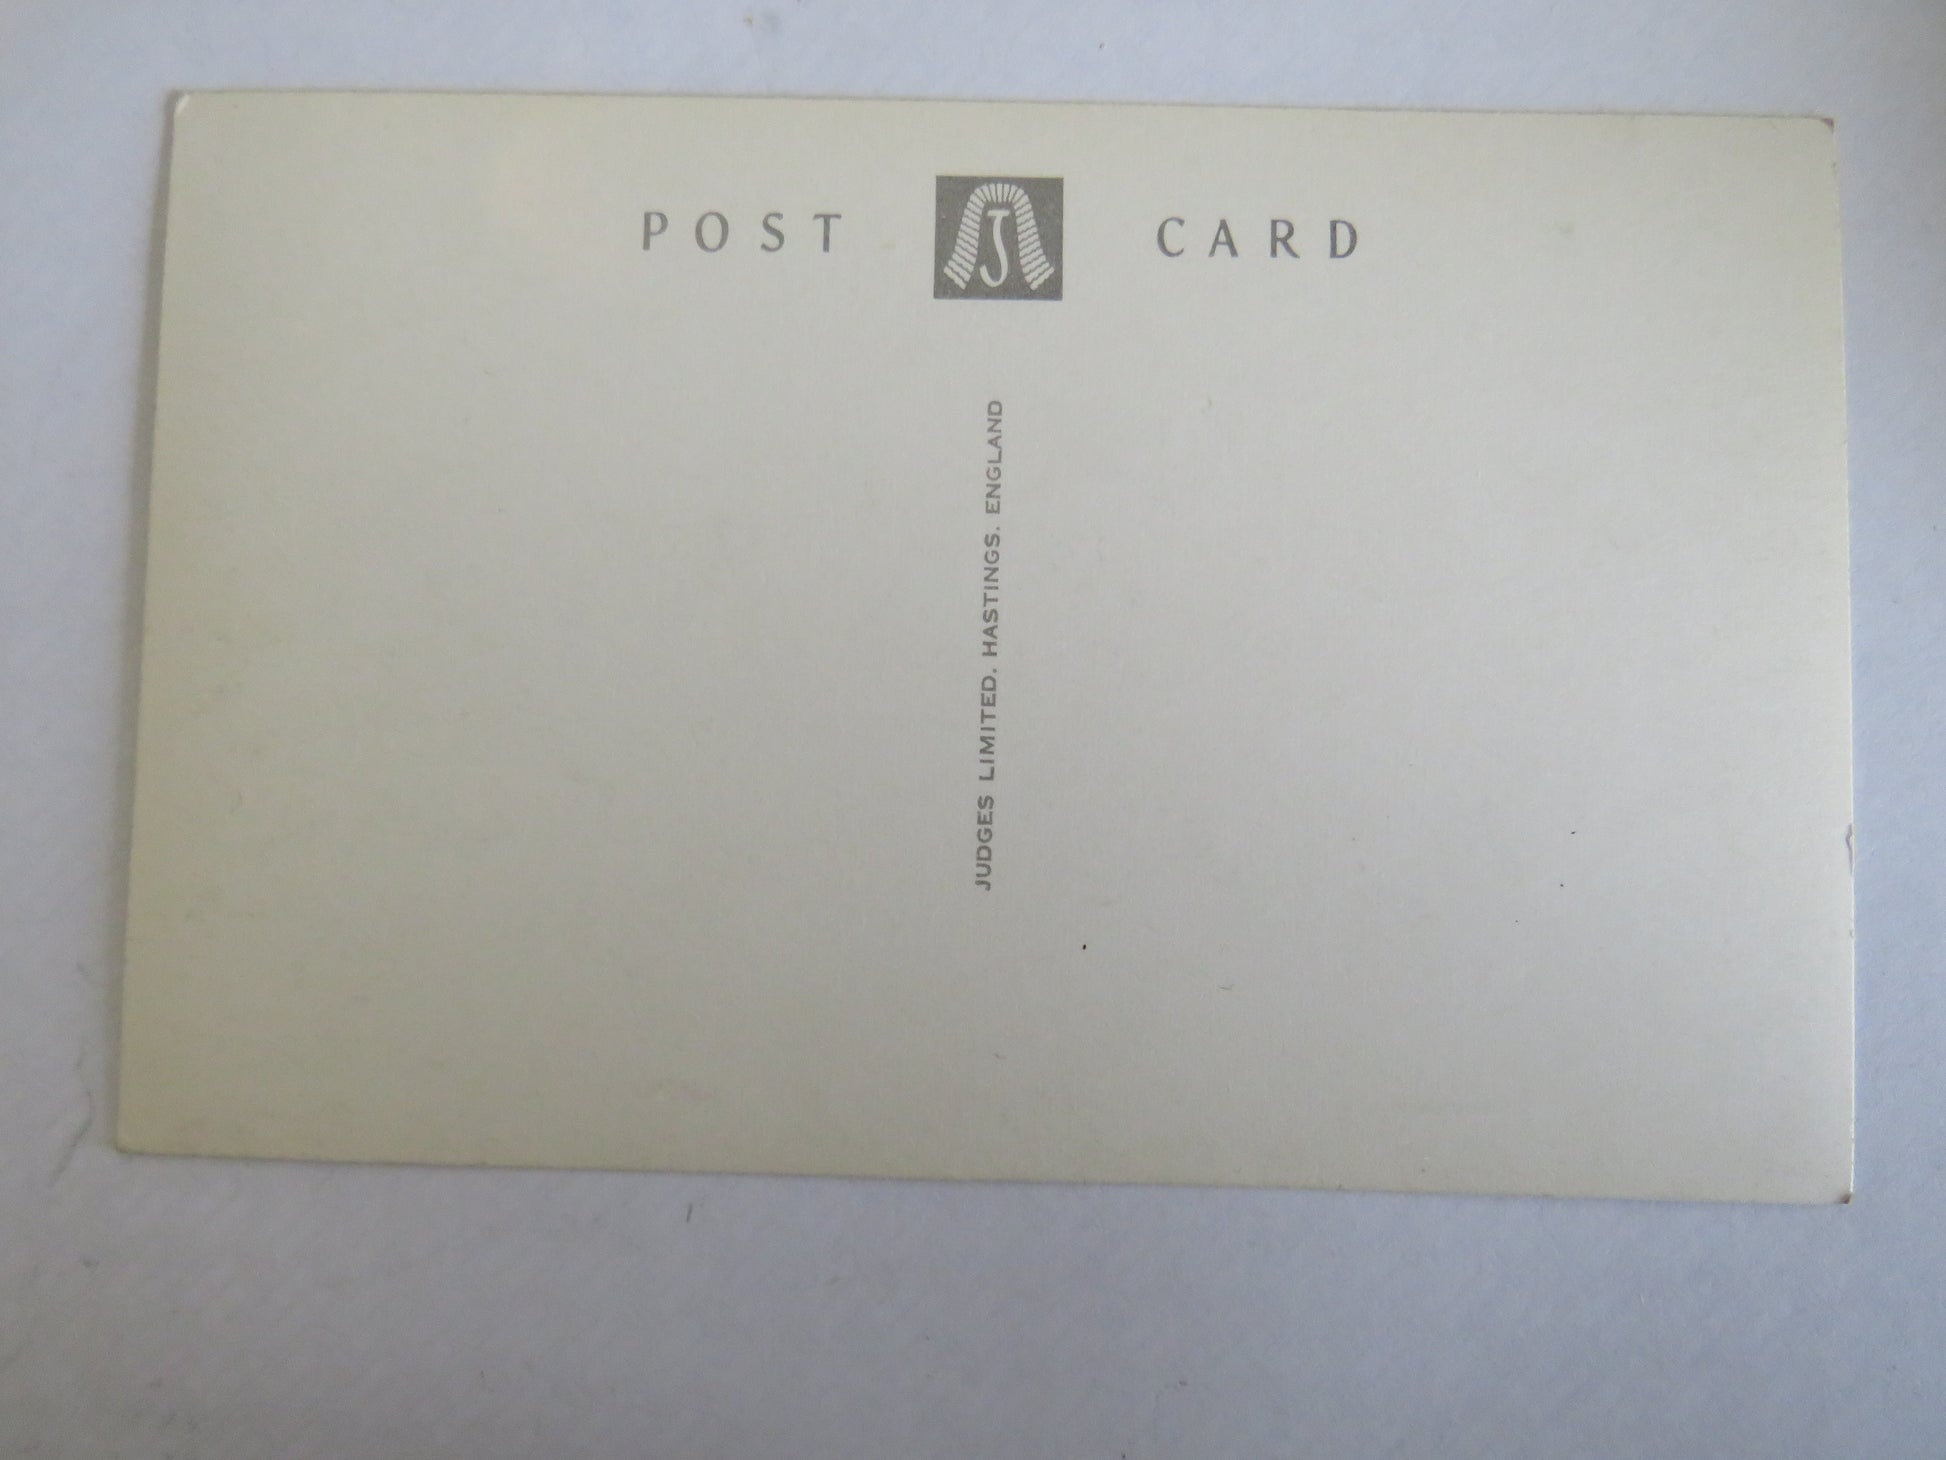 POST J CARD
JUDGES LIMITED. HASTINGS. ENGLAND